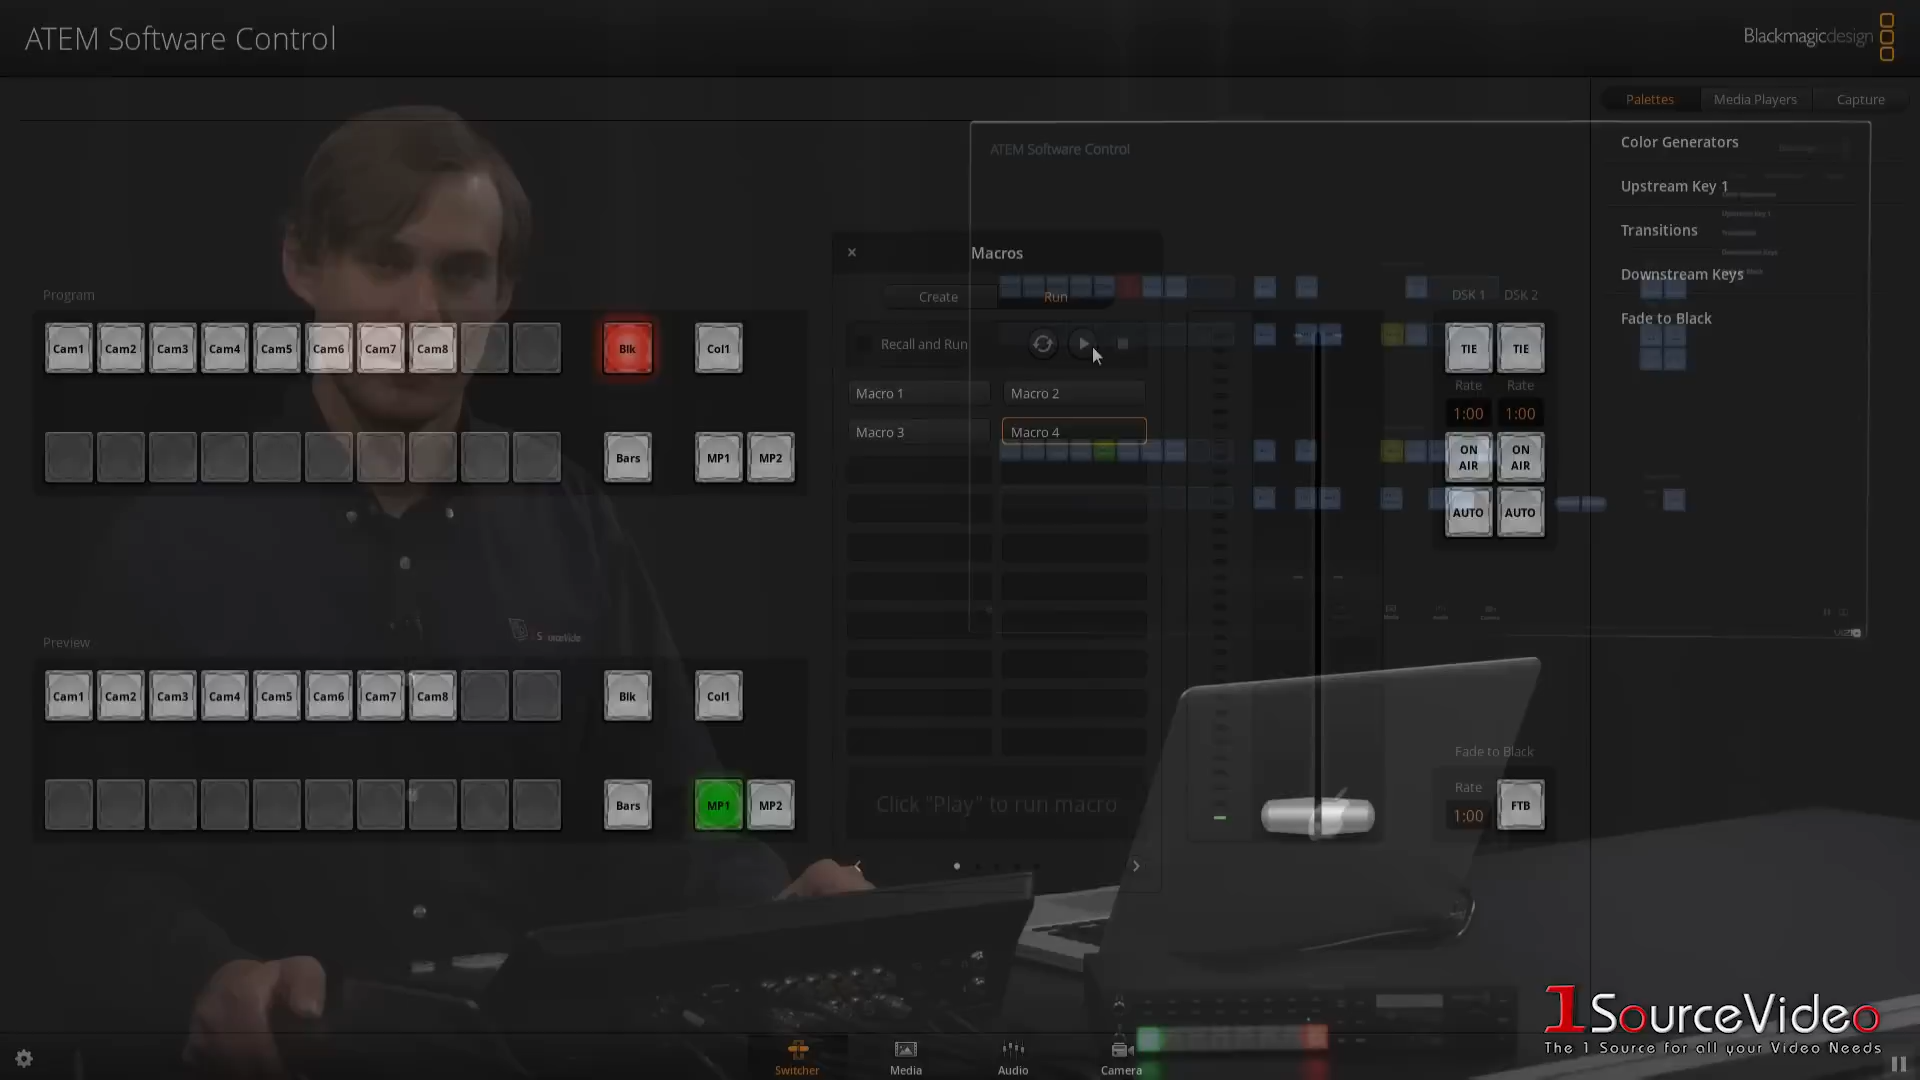 ATEM Software Control
Blackmagicdesign
Palettes
Media Players
Capture
Color Generators
Upstream Key 1
Transitions
Downstream Keys
Fade to Black
ATEM Software Control
Macros
Create
Run
Recall and Run
Macro 1
Macro 2
Macro 3
Macro 4
Click "Play" to run macro
Program
Cam1 Cam2 Cam3 Cam4 Cam5 Cam6 Cam7 Cam8
Blk
Col1
Bars
MP1
MP2
DSK 1
DSK 2
TIE
TIE
Rate
Rate
1:00
1:00
ON AIR
ON AIR
AUTO
AUTO
Preview
Cam1 Cam2 Cam3 Cam4 Cam5 Cam6 Cam7 Cam8
Blk
Col1
Bars
MP1
MP2
Fade to Black
Rate
1:00
FTB
Switcher
Media
Audio
Camera
1SourceVideo
The 1 Source for all your Video Needs